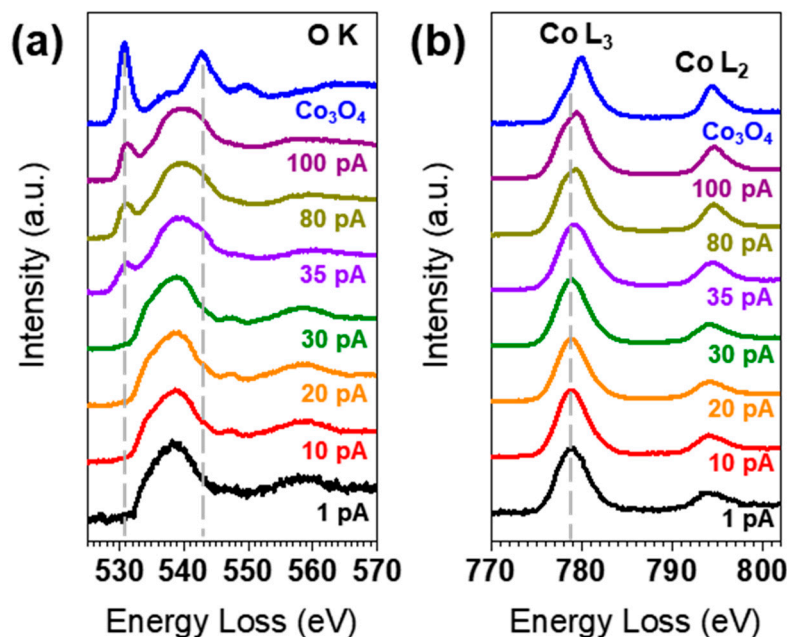 (a)
O K
Co₃O₄
100 pA
80 pA
35 pA
30 pA
20 pA
10 pA
1 pA
Intensity (a.u.)
530 540 550 560 570
Energy Loss (eV)
(b)
Co L₃
Co L₂
Co₃O₄
100 pA
80 pA
35 pA
30 pA
20 pA
10 pA
1 pA
Intensity (a.u.)
770 780 790 800
Energy Loss (eV)